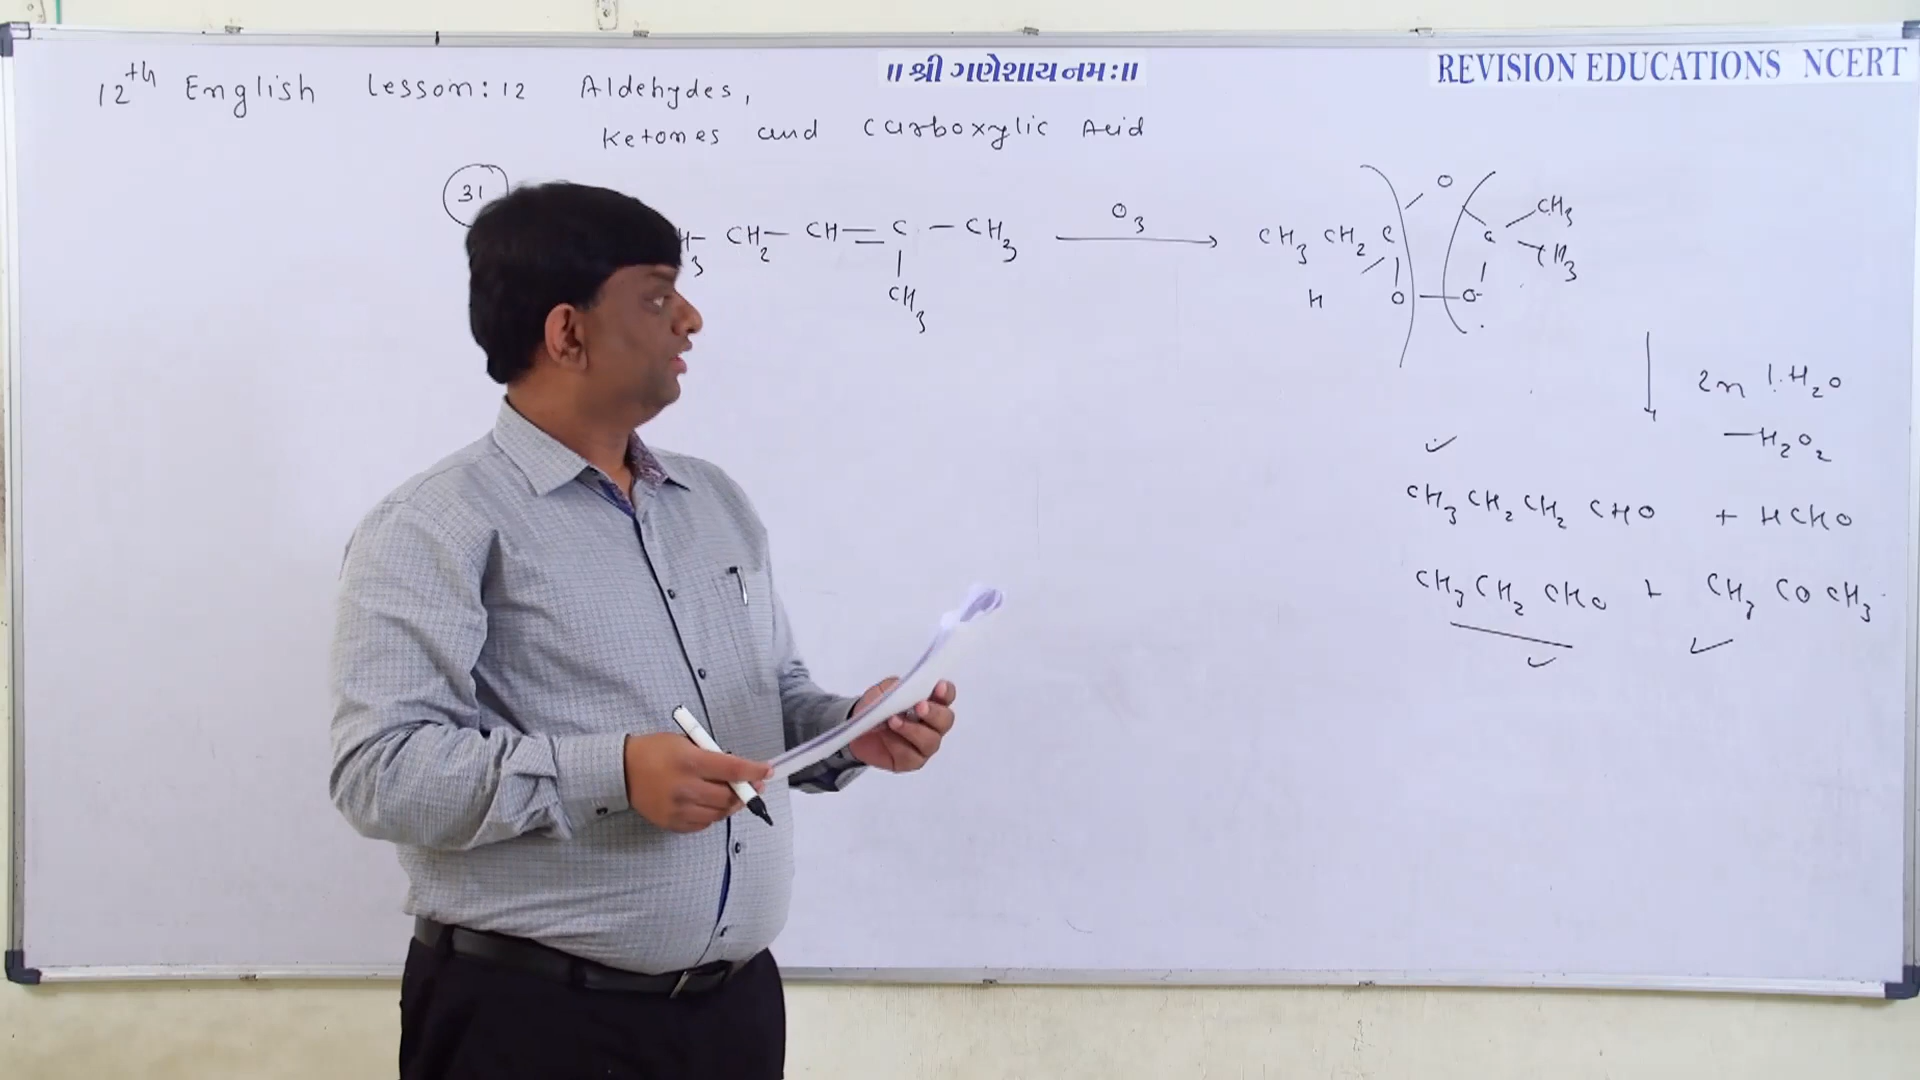 ॥ શ્રી ગણેશાય નમઃ॥
REVISION EDUCATIONS NCERT
12th English Lesson: 12 Aldehydes,
Ketones and Carboxylic Acid
31
H3- CH2- CH=C-CH3
CH3
O3
CH3 CH2 C
O
C
CH3
CH3
H
O-O
Zn | H2O
-H2O2
CH3 CH2 CH2 CHO + HCHO
CH3 CH2 CHO + CH3 CO CH3